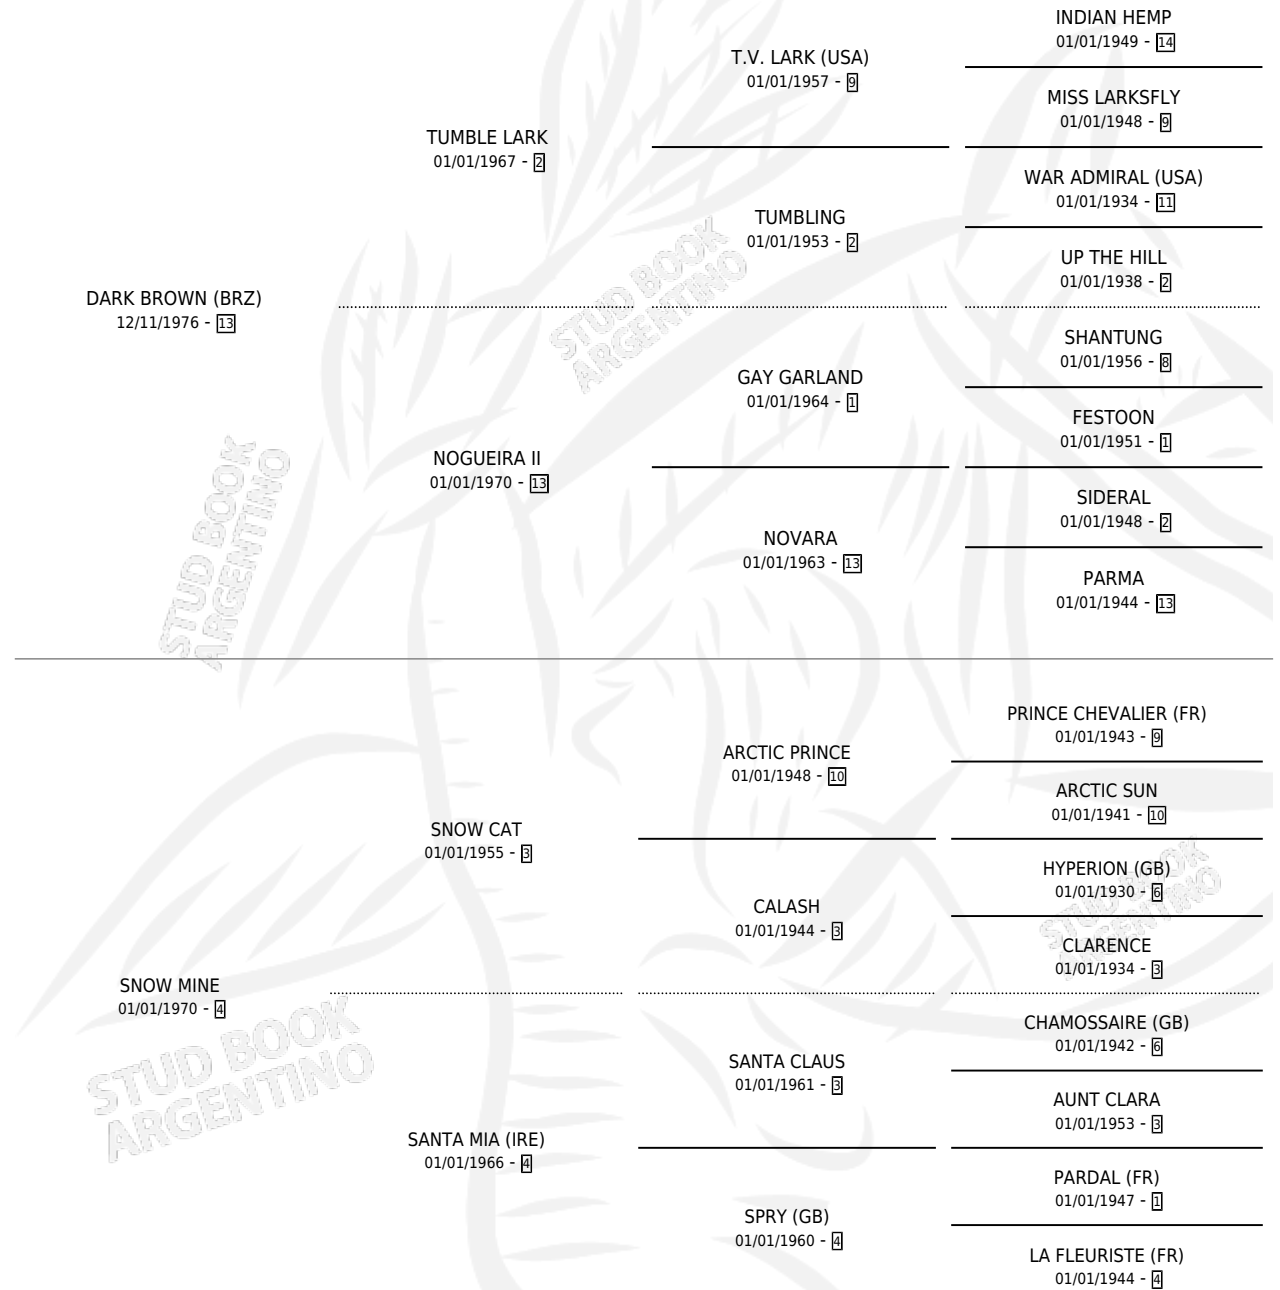 INDIAN HEMP
01/01/1949 - 14
T.V. LARK (USA)
01/01/1957 - 9
MISS LARKSFLY
01/01/1948 - 9
TUMBLE LARK
01/01/1967 - 2
WAR ADMIRAL (USA)
01/01/1934 - 11
TUMBLING
01/01/1953 - 2
UP THE HILL
01/01/1938 - 2
DARK BROWN (BRZ)
12/11/1976 - 13
SHANTUNG
01/01/1956 - 8
GAY GARLAND
01/01/1964 - 1
FESTOON
01/01/1951 - 1
NOGUEIRA II
01/01/1970 - 13
SIDERAL
01/01/1948 - 2
NOVARA
01/01/1963 - 13
PARMA
01/01/1944 - 13
PRINCE CHEVALIER (FR)
01/01/1943 - 9
ARCTIC PRINCE
01/01/1948 - 10
ARCTIC SUN
01/01/1941 - 10
SNOW CAT
01/01/1955 - 3
HYPERION (GB)
01/01/1930 - 6
CALASH
01/01/1944 - 3
CLARENCE
01/01/1934 - 3
SNOW MINE
01/01/1970 - 4
CHAMOSSAIRE (GB)
01/01/1942 - 6
SANTA CLAUS
01/01/1961 - 3
AUNT CLARA
01/01/1953 - 3
SANTA MIA (IRE)
01/01/1966 - 4
PARDAL (FR)
01/01/1947 - 1
SPRY (GB)
01/01/1960 - 4
LA FLEURISTE (FR)
01/01/1944 - 4
STUD BOOK
ARGENTINO
STUD BOOK
ARGENTINO
STUD BOOK
ARGENTINO
STUD BOOK
ARGENTINO